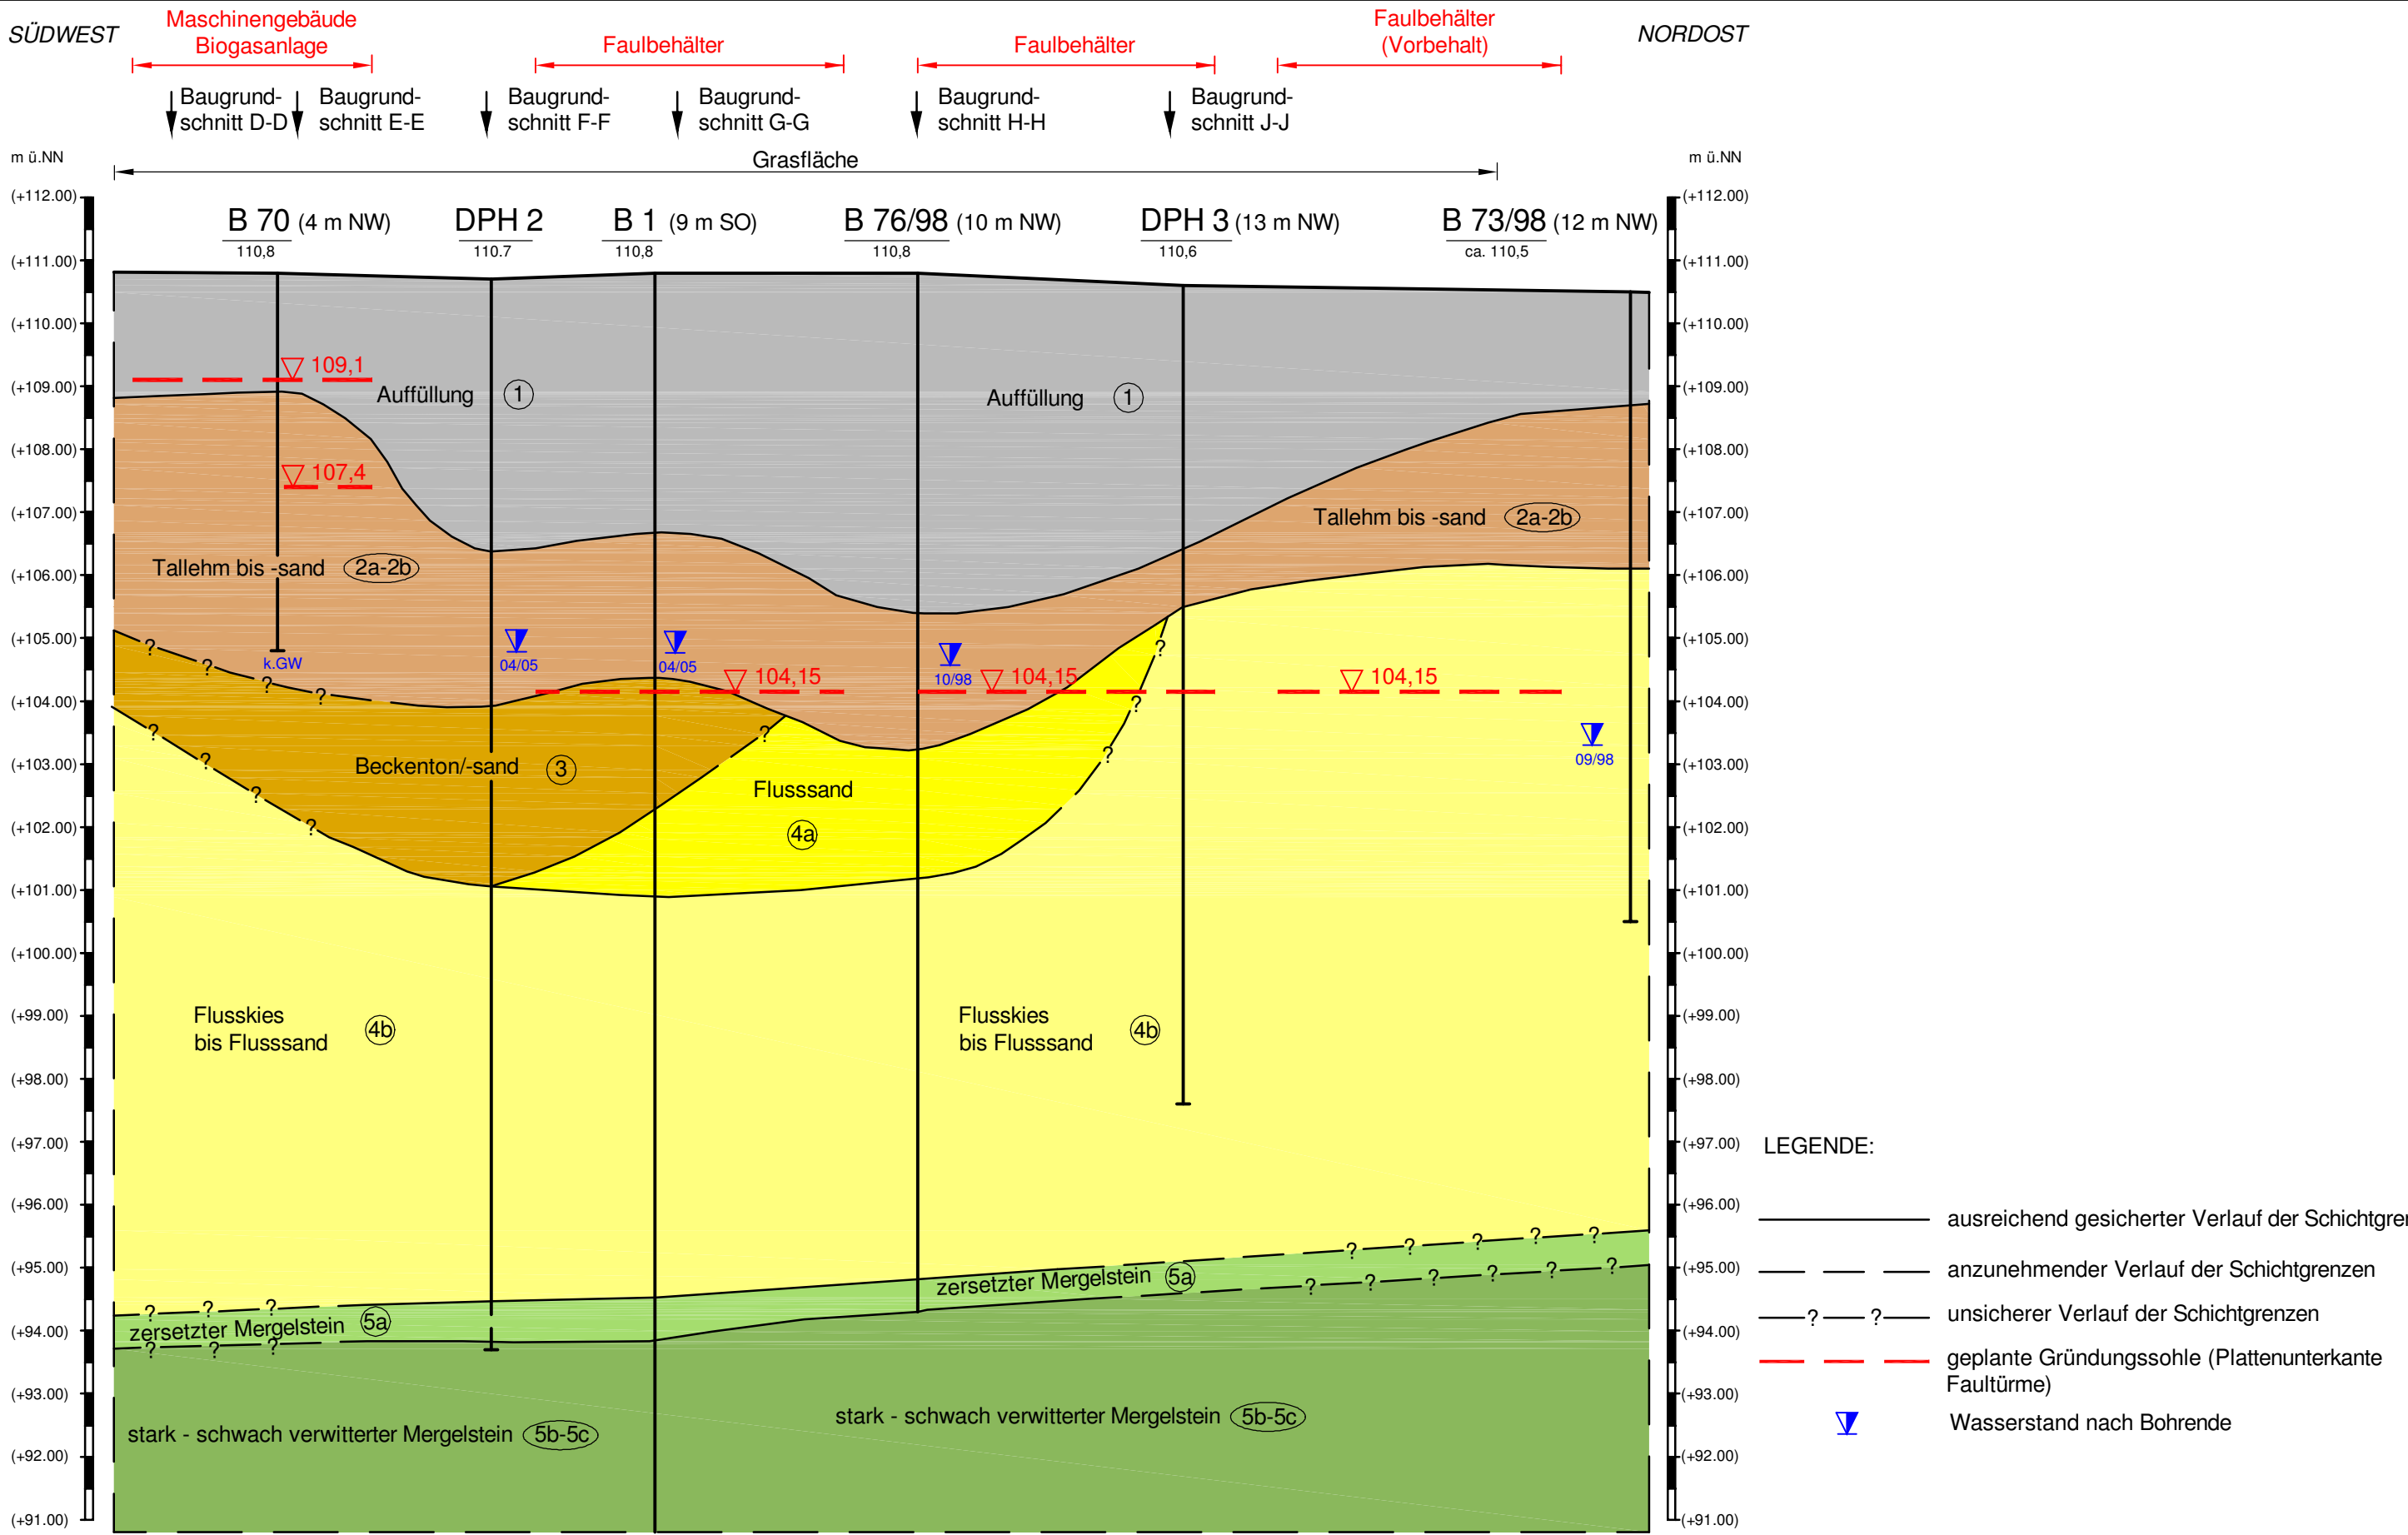 SÜDWEST
Maschinengebäude
Biogasanlage
Faulbehälter
Faulbehälter
Faulbehälter
(Vorbehalt)
NORDOST
Baugrund-
schnitt D-D
Baugrund-
schnitt E-E
Baugrund-
schnitt F-F
Baugrund-
schnitt G-G
Baugrund-
schnitt H-H
Baugrund-
schnitt J-J
m ü.NN
Grasfläche
m ü.NN
(+112.00)
(+111.00)
(+110.00)
(+109.00)
(+108.00)
(+107.00)
(+106.00)
(+105.00)
(+104.00)
(+103.00)
(+102.00)
(+101.00)
(+100.00)
(+99.00)
(+98.00)
(+97.00)
(+96.00)
(+95.00)
(+94.00)
(+93.00)
(+92.00)
(+91.00)
B 70 (4 m NW)
110,8
DPH 2
110.7
B 1 (9 m SO)
110,8
B 76/98 (10 m NW)
110,8
DPH 3 (13 m NW)
110,6
B 73/98 (12 m NW)
ca. 110,5
109,1
Auffüllung 1
Auffüllung 1
107,4
Tallehm bis -sand 2a-2b
Tallehm bis -sand 2a-2b
k.GW
04/05
04/05
10/98
104,15
104,15
104,15
09/98
Beckenton/-sand 3
Flusssand
4a
Flusskies
bis Flusssand 4b
Flusskies
bis Flusssand 4b
zersetzter Mergelstein 5a
zersetzter Mergelstein 5a
stark - schwach verwitterter Mergelstein 5b-5c
stark - schwach verwitterter Mergelstein 5b-5c
(+112.00)
(+111.00)
(+110.00)
(+109.00)
(+108.00)
(+107.00)
(+106.00)
(+105.00)
(+104.00)
(+103.00)
(+102.00)
(+101.00)
(+100.00)
(+99.00)
(+98.00)
(+97.00)
(+96.00)
(+95.00)
(+94.00)
(+93.00)
(+92.00)
(+91.00)
LEGENDE:
ausreichend gesicherter Verlauf der
anzunehmender Verlauf der Schichtgrenzen
? ? unsicherer Verlauf der Schichtgrenzen
geplante Gründungssohle (Plattenunterkante
Faultürme)
Wasserstand nach Bohrende